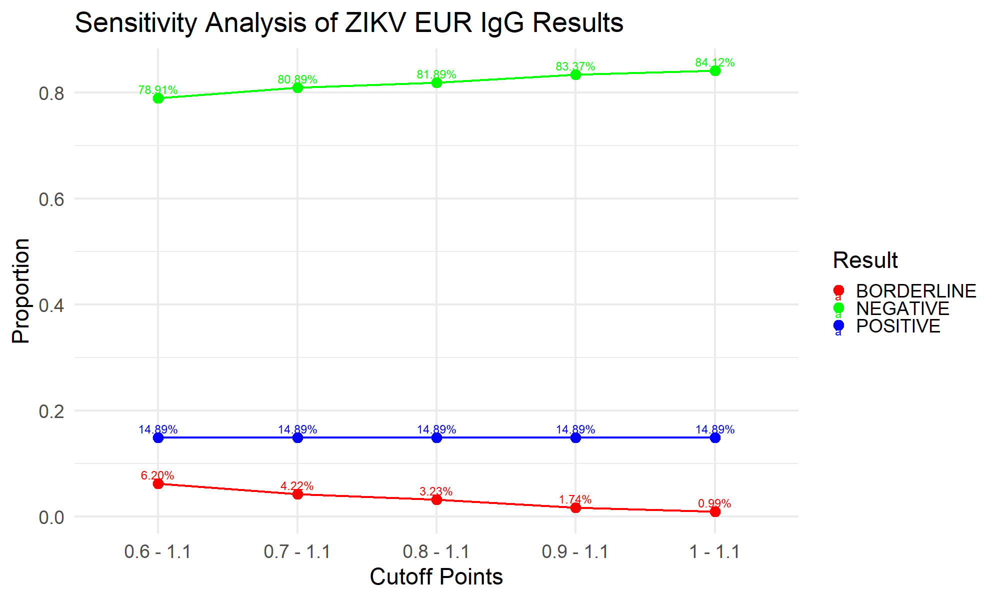 Sensitivity Analysis of ZIKV EUR IgG Results
78.91%
80.89%
81.89%
83.37%
84.12%
14.89%
14.89%
14.89%
14.89%
14.89%
6.20%
4.22%
3.23%
1.74%
0.99%
0.8
0.6
0.4
0.2
0.0
Proportion
0.6 - 1.1
0.7 - 1.1
0.8 - 1.1
0.9 - 1.1
1 - 1.1
Cutoff Points
Result
a BORDERLINE
a NEGATIVE
a POSITIVE